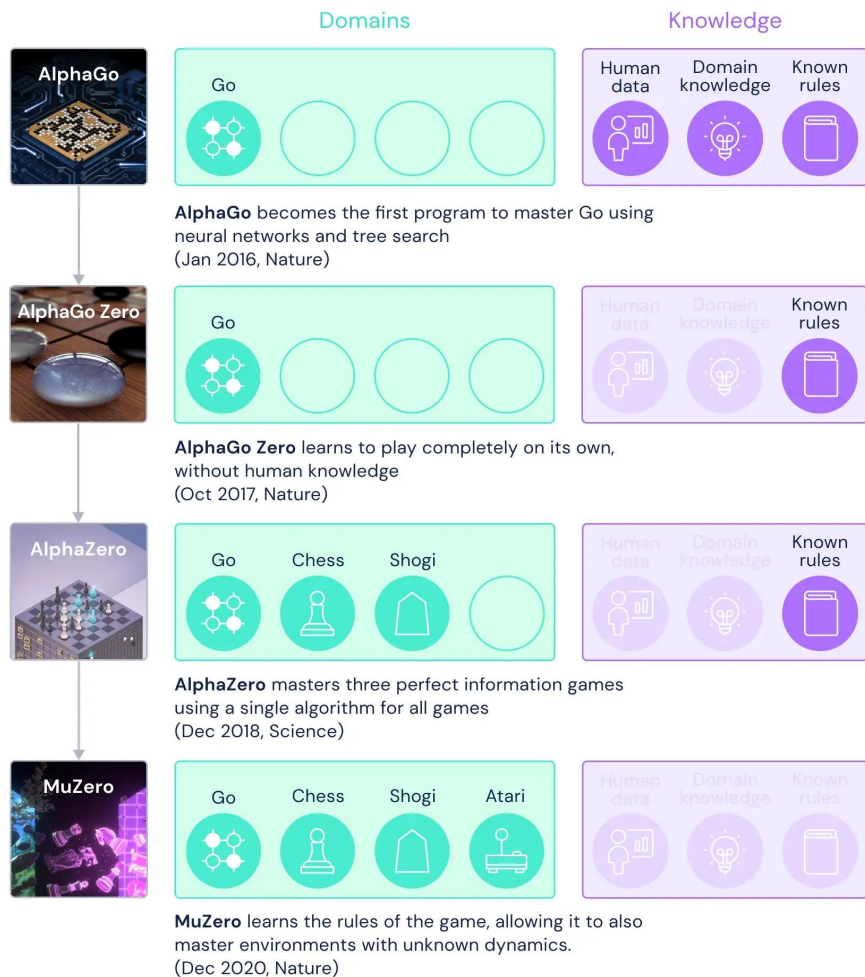 Domains
Knowledge
AlphaGo
Go
Human
data
Domain
knowledge
Known
rules
AlphaGo becomes the first program to master Go using
neural networks and tree search
(Jan 2016, Nature)
AlphaGo Zero
Go
Human
data
Domain
knowledge
Known
rules
AlphaGo Zero learns to play completely on its own,
without human knowledge
(Oct 2017, Nature)
AlphaZero
Go
Chess
Shogi
Human
data
Domain
knowledge
Known
rules
AlphaZero masters three perfect information games
using a single algorithm for all games
(Dec 2018, Science)
MuZero
Go
Chess
Shogi
Atari
Human
data
Domain
knowledge
Known
rules
MuZero learns the rules of the game, allowing it to also
master environments with unknown dynamics.
(Dec 2020, Nature)